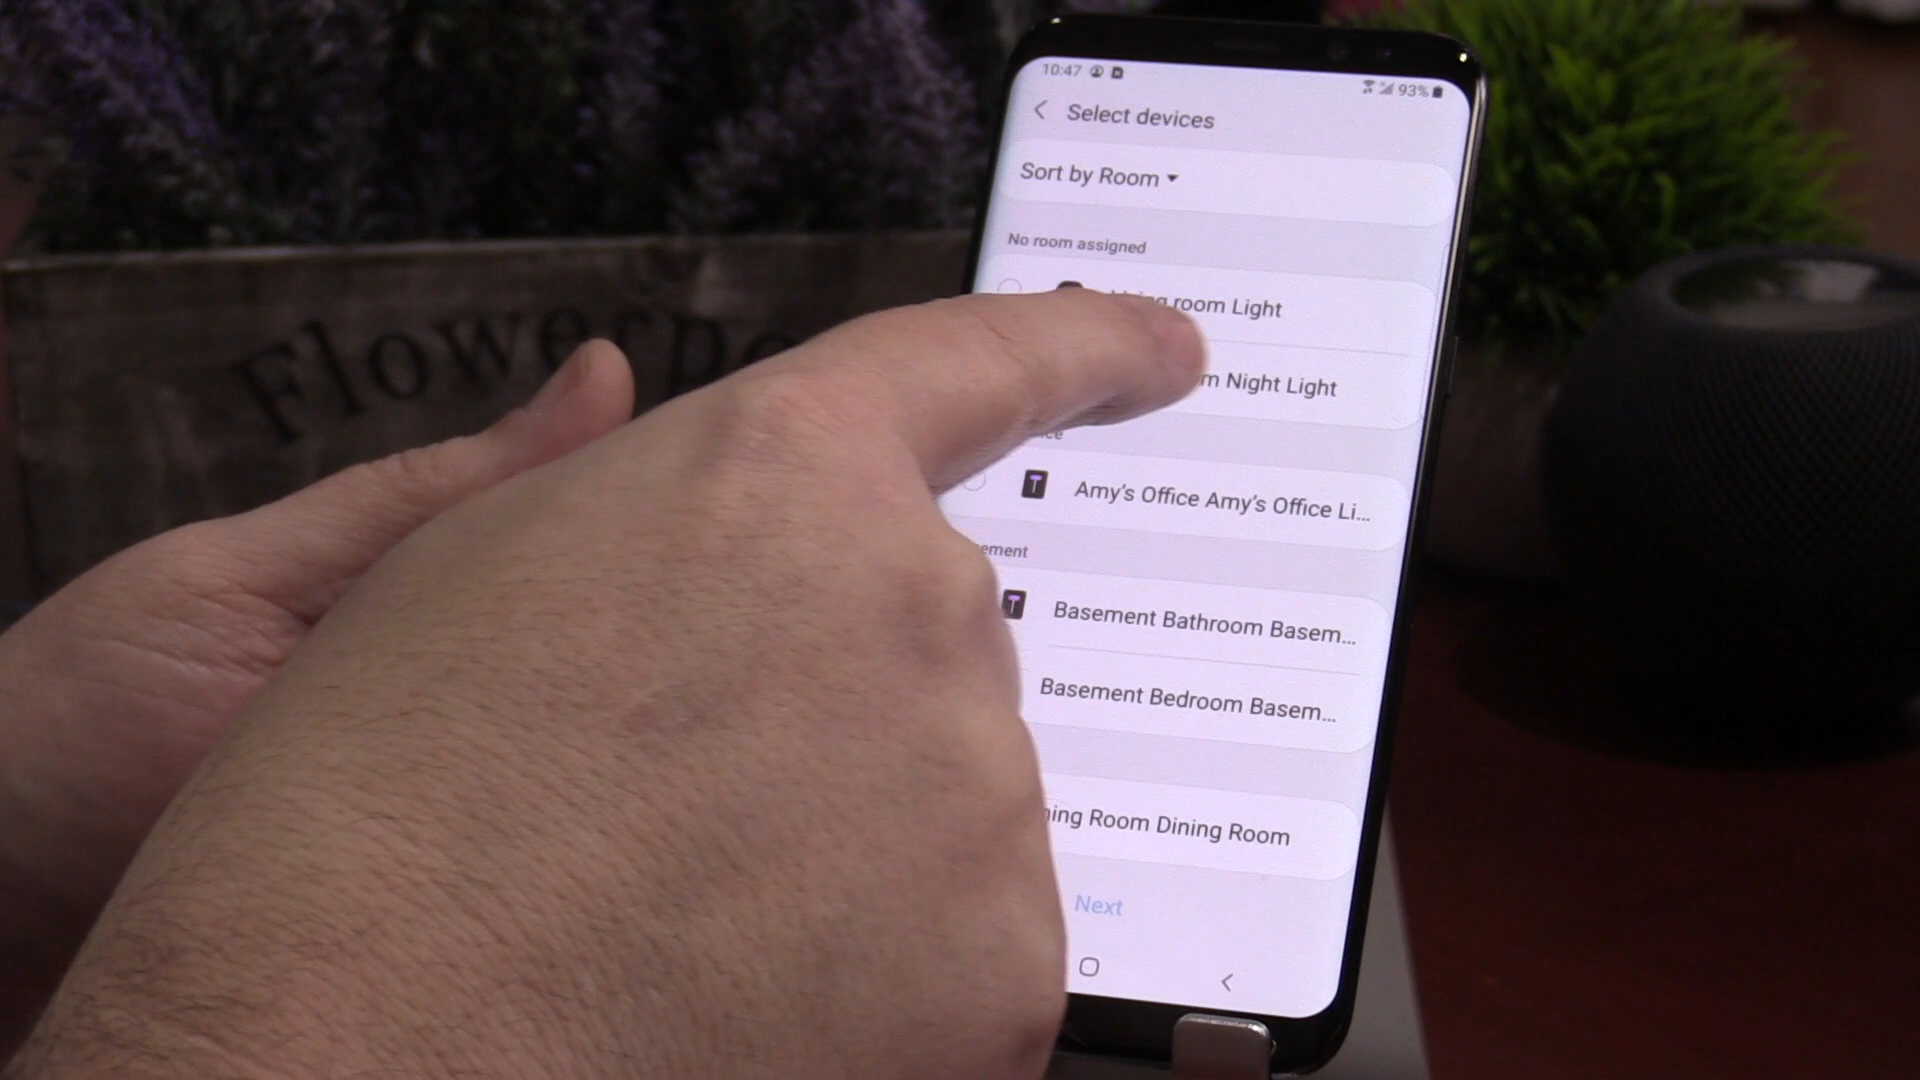 10:47
93%
Select devices
Sort by Room
No room assigned
room Light
Night Light
Amy's Office Amy's Office Li...
Basement Bathroom Basem...
Basement Bedroom Basem...
Room Dining Room
Next
Flowerpo